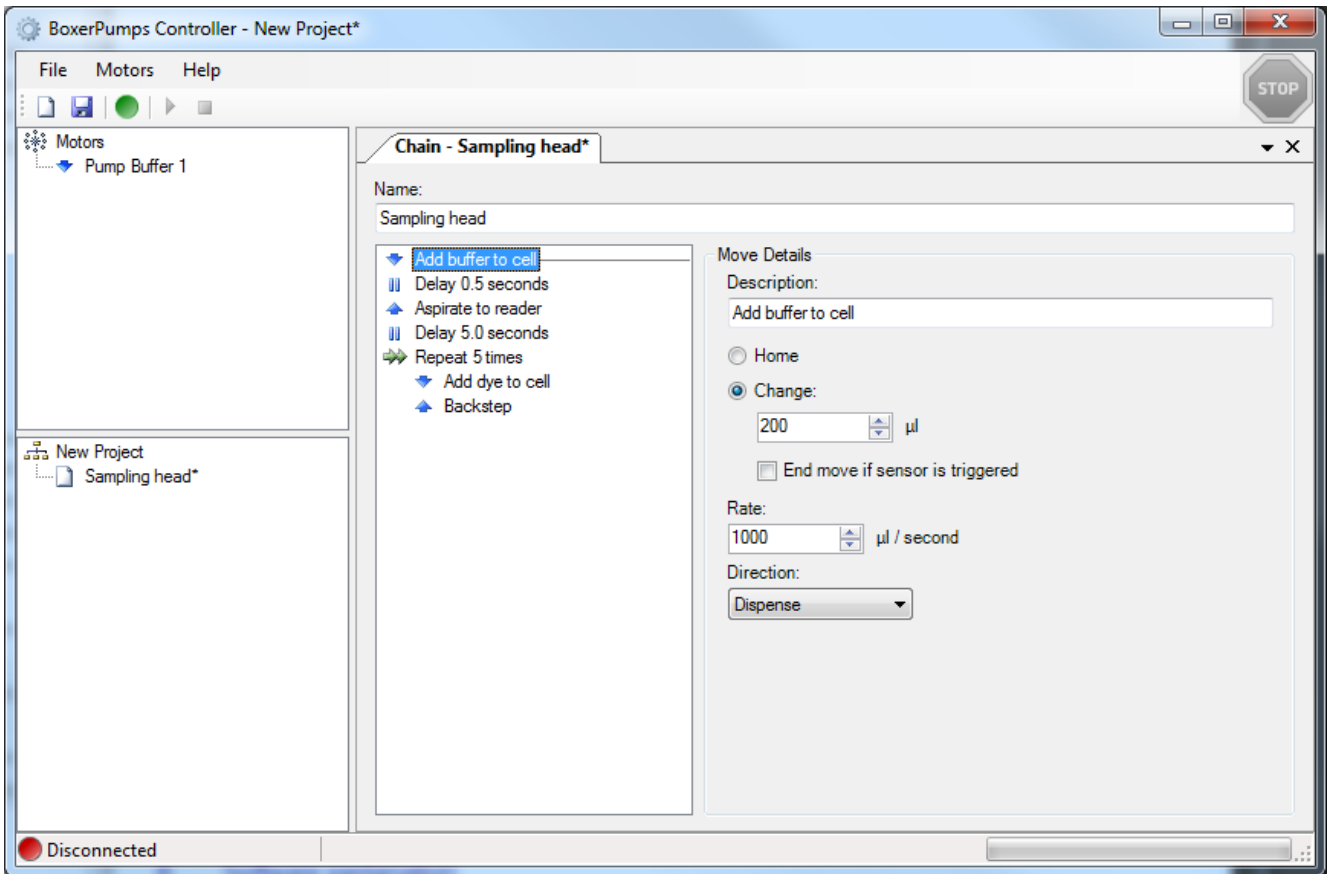 BoxerPumps Controller - New Project*
File Motors Help
STOP
Motors
Pump Buffer 1
New Project
Sampling head*
Chain - Sampling head*
Name:
Sampling head
Add buffer to cell
Delay 0.5 seconds
Aspirate to reader
Delay 5.0 seconds
Repeat 5 times
Add dye to cell
Backstep
Move Details
Description:
Add buffer to cell
Home
Change:
200 µl
End move if sensor is triggered
Rate:
1000 µl / second
Direction:
Dispense
Disconnected